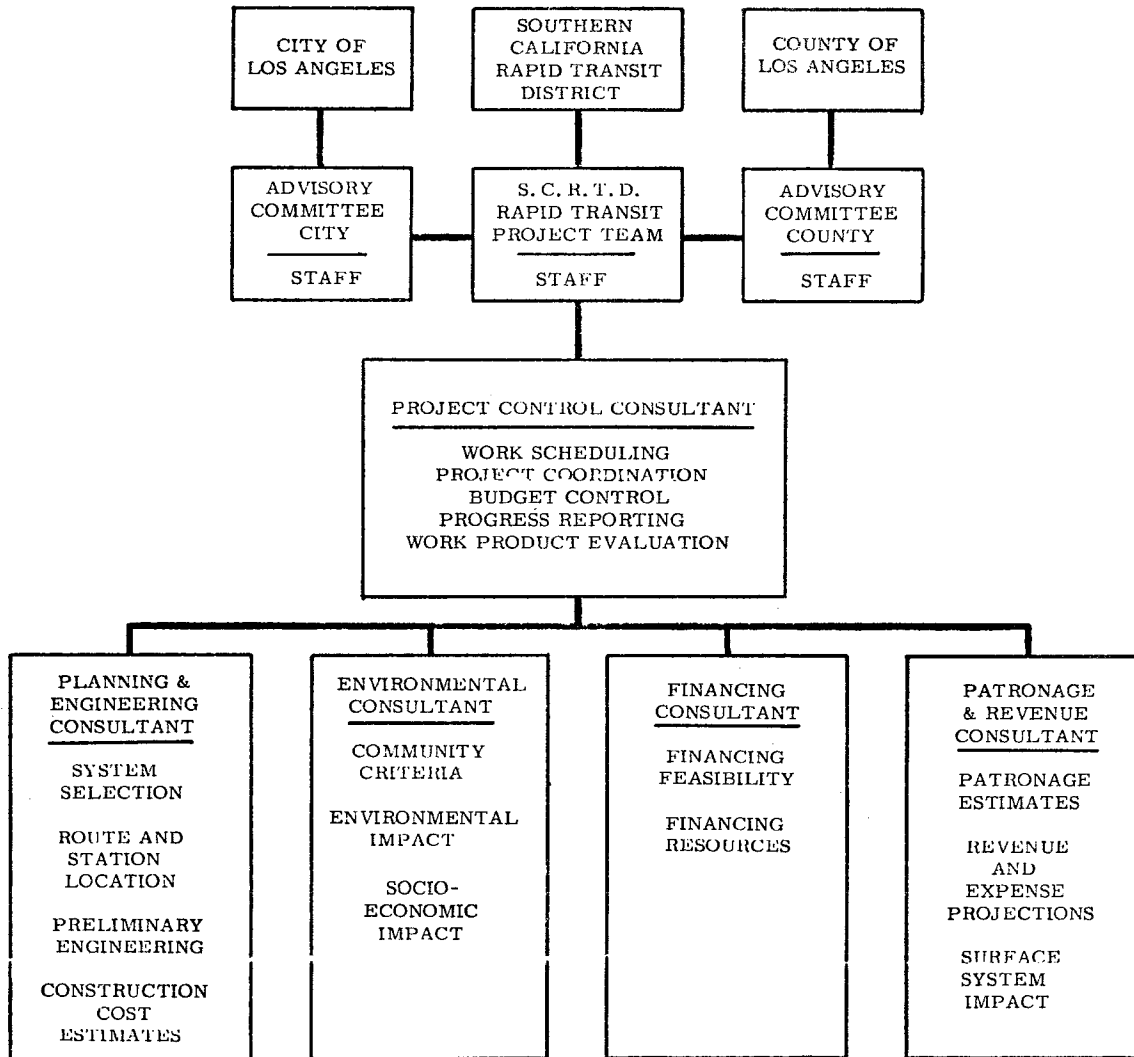 CITY OF
LOS ANGELES
SOUTHERN
CALIFORNIA
RAPID TRANSIT
DISTRICT
COUNTY OF
LOS ANGELES
ADVISORY
COMMITTEE
CITY
STAFF
S. C. R. T. D.
RAPID TRANSIT
PROJECT TEAM
STAFF
ADVISORY
COMMITTEE
COUNTY
STAFF
PROJECT CONTROL CONSULTANT
WORK SCHEDULING
PROJECT COORDINATION
BUDGET CONTROL
PROGRESS REPORTING
WORK PRODUCT EVALUATION
PLANNING &
ENGINEERING
CONSULTANT
SYSTEM
SELECTION
ROUTE AND
STATION
LOCATION
PRELIMINARY
ENGINEERING
CONSTRUCTION
COST
ESTIMATES
ENVIRONMENTAL
CONSULTANT
COMMUNITY
CRITERIA
ENVIRONMENTAL
IMPACT
SOCIO-
ECONOMIC
IMPACT
FINANCING
CONSULTANT
FINANCING
FEASIBILITY
FINANCING
RESOURCES
PATRONAGE
& REVENUE
CONSULTANT
PATRONAGE
ESTIMATES
REVENUE
AND
EXPENSE
PROJECTIONS
SURFACE
SYSTEM
IMPACT